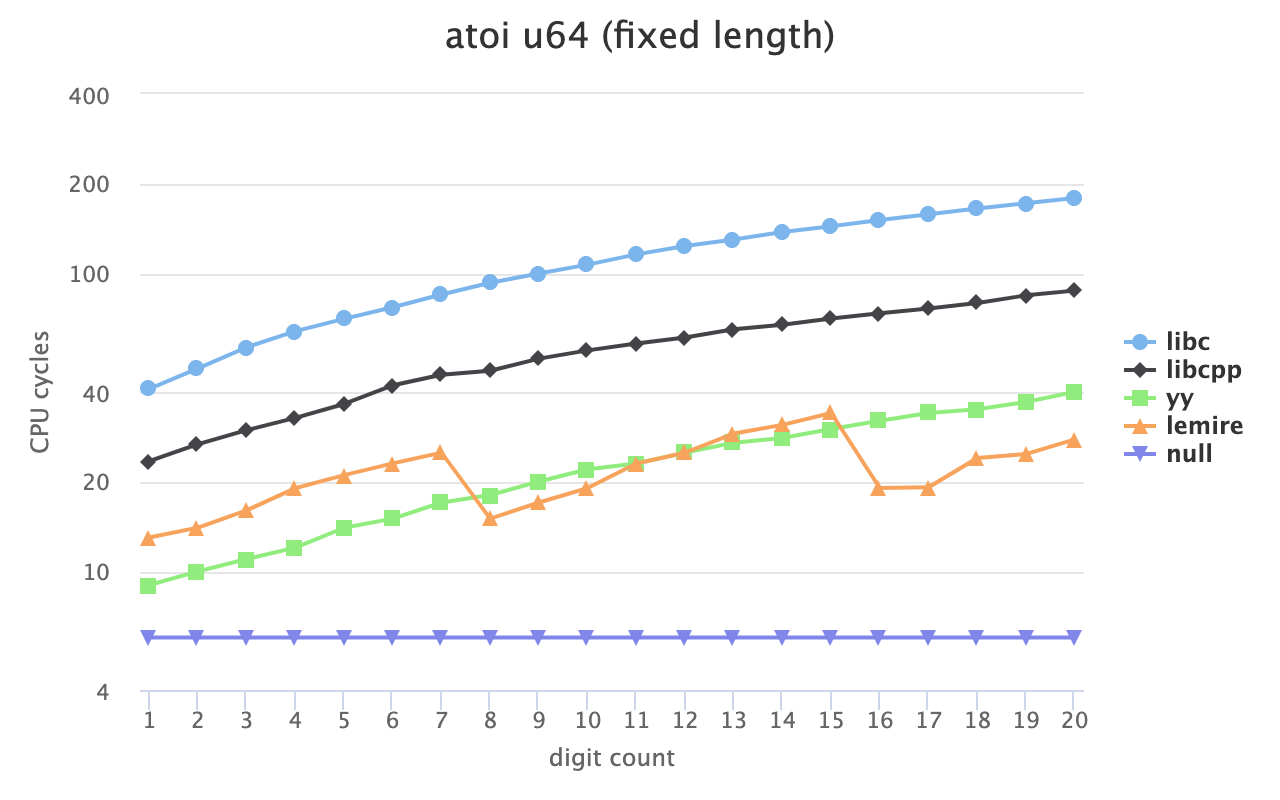 atoi u64 (fixed length)
400
200
100
40
20
10
4
CPU cycles
1 2 3 4 5 6 7 8 9 10 11 12 13 14 15 16 17 18 19 20
digit count
libc
libcpp
yy
lemire
null